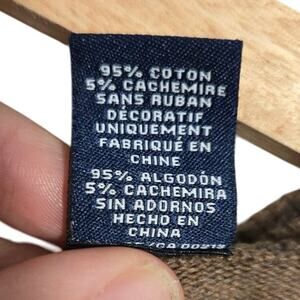 95% COTON
5% CACHEMIRE
SANS RUBAN
DÉCORATIF
UNIQUEMENT
FABRIQUÉ EN
CHINE
95% ALGODÓN
5% CACHEMIRA
SIN ADORNOS
HECHO EN
CHINA